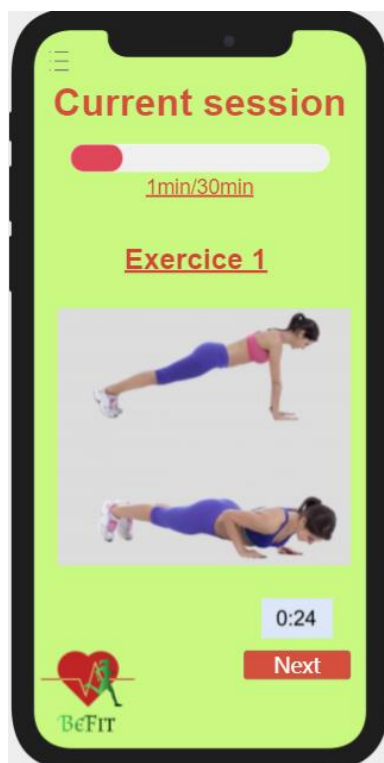 Current session
1min/30min
Exercice 1
0:24
Next
BeFit